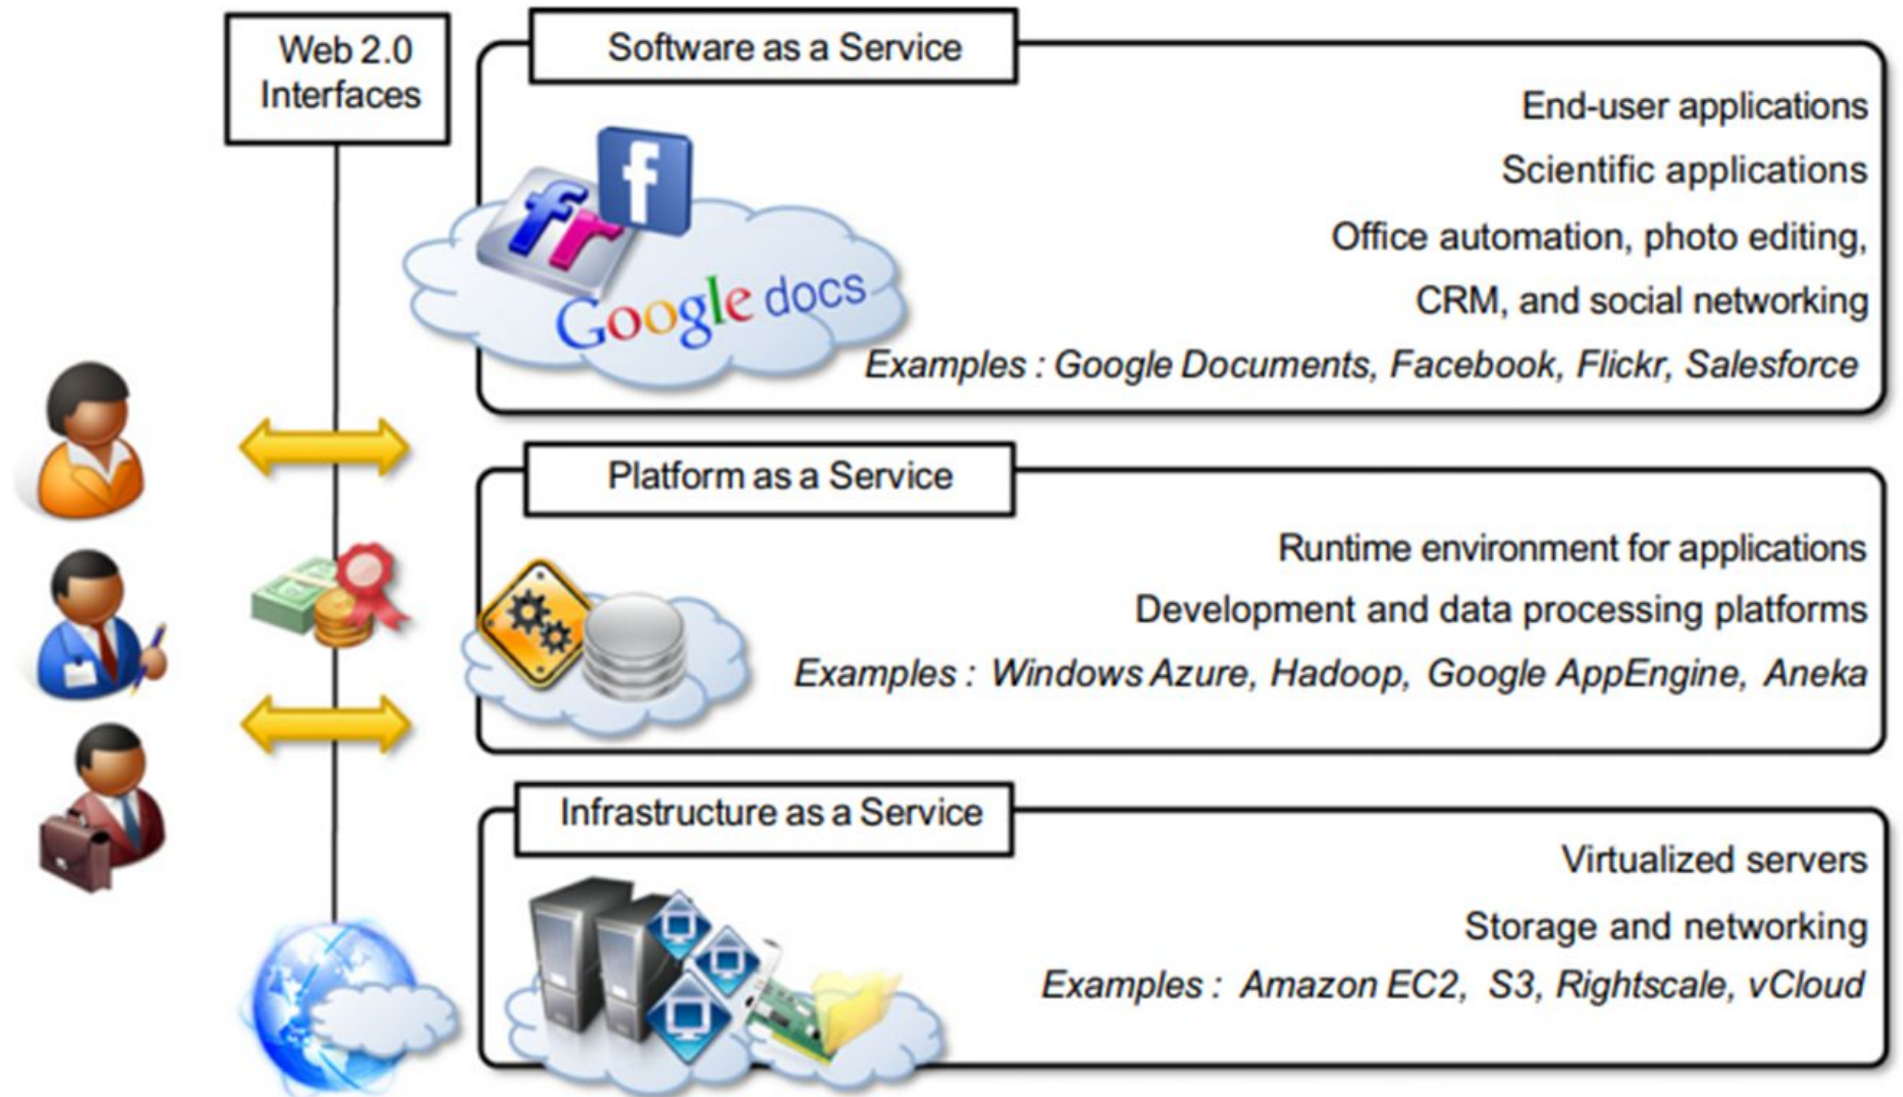 Web 2.0
Interfaces
Software as a Service
End-user applications
Scientific applications
Office automation, photo editing,
CRM, and social networking
Examples : Google Documents, Facebook, Flickr, Salesforce
f
fr
Google docs
Platform as a Service
Runtime environment for applications
Development and data processing platforms
Examples : Windows Azure, Hadoop, Google AppEngine, Aneka
Infrastructure as a Service
Virtualized servers
Storage and networking
Examples : Amazon EC2, S3, Rightscale, vCloud